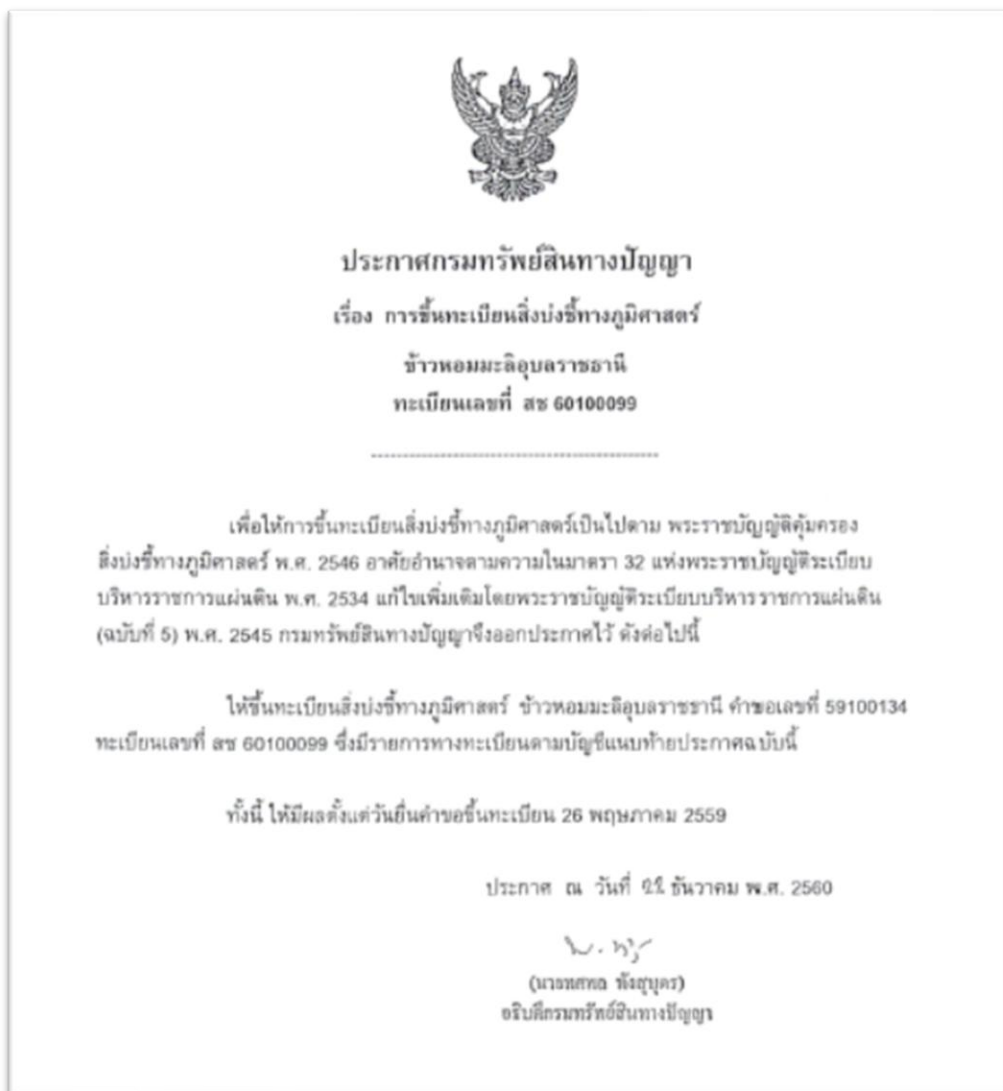 ประกาศกรมทรัพย์สินทางปัญญา
เรื่อง การขึ้นทะเบียนสิ่งบ่งชี้ทางภูมิศาสตร์
ข้าวหอมมะลิอุบลราชธานี
ทะเบียนเลขที่ สช 60100099
เพื่อให้การขึ้นทะเบียนสิ่งบ่งชี้ทางภูมิศาสตร์เป็นไปตาม พระราชบัญญัติคุ้มครอง
สิ่งบ่งชี้ทางภูมิศาสตร์ พ.ศ. 2546 อาศัยอำนาจตามความในมาตรา 32 แห่งพระราชบัญญัติระเบียบ
บริหารราชการแผ่นดิน พ.ศ. 2534 แก้ไขเพิ่มเติมโดยพระราชบัญญัติระเบียบบริหารราชการแผ่นดิน
(ฉบับที่ 5) พ.ศ. 2545 กรมทรัพย์สินทางปัญญาจึงออกประกาศไว้ ดังต่อไปนี้
ให้ขึ้นทะเบียนสิ่งบ่งชี้ทางภูมิศาสตร์ ข้าวหอมมะลิอุบลราชธานี คำขอเลขที่ 59100134
ทะเบียนเลขที่ สช 60100099 ซึ่งมีรายการทางทะเบียนตามบัญชีแนบท้ายประกาศฉบับนี้
ทั้งนี้ ให้มีผลตั้งแต่วันยื่นคำขอขึ้นทะเบียน 26 พฤษภาคม 2559
ประกาศ ณ วันที่ ๒๒ ธันวาคม พ.ศ. 2560
(นายทศพล ทังสุบุตร)
อธิบดีกรมทรัพย์สินทางปัญญา